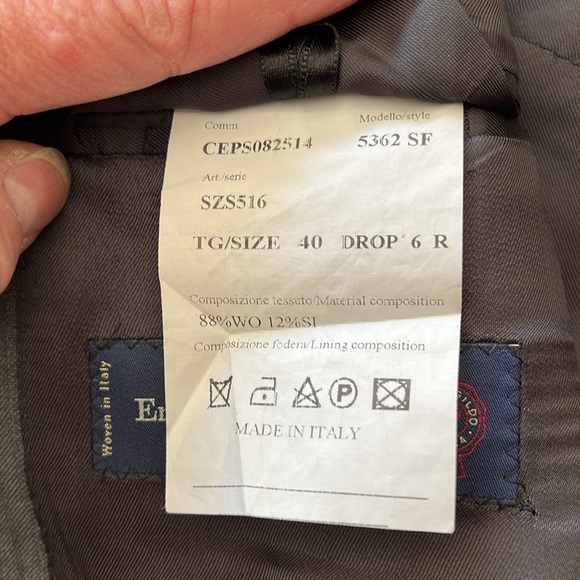 Comm Modello/style
CEPS082514 5362 SF
Art./serie
SZS516
TG/SIZE 40 DROP 6 R
Composizione tessuto/Material composition
88%WO 12%SI
Composizione fodera/Lining composition
P
MADE IN ITALY
Woven in Italy